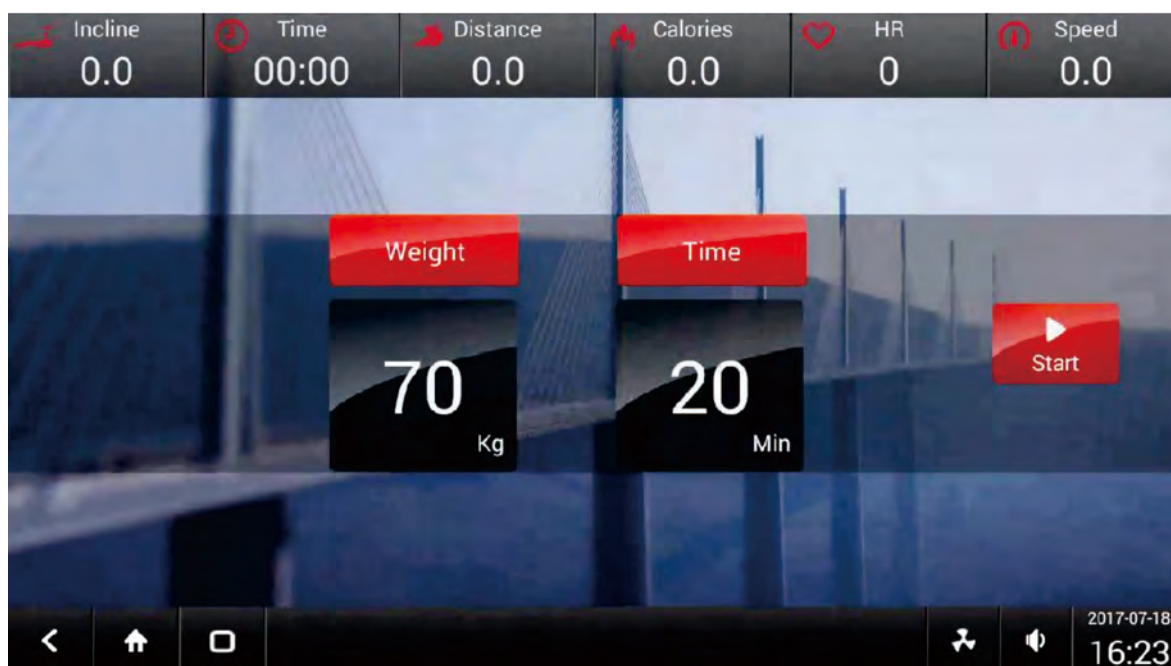 Incline
0.0
Time
00:00
Distance
0.0
Calories
0.0
HR
0
Speed
0.0
Weight
70
Kg
Time
20
Min
Start
2017-07-18
16:23